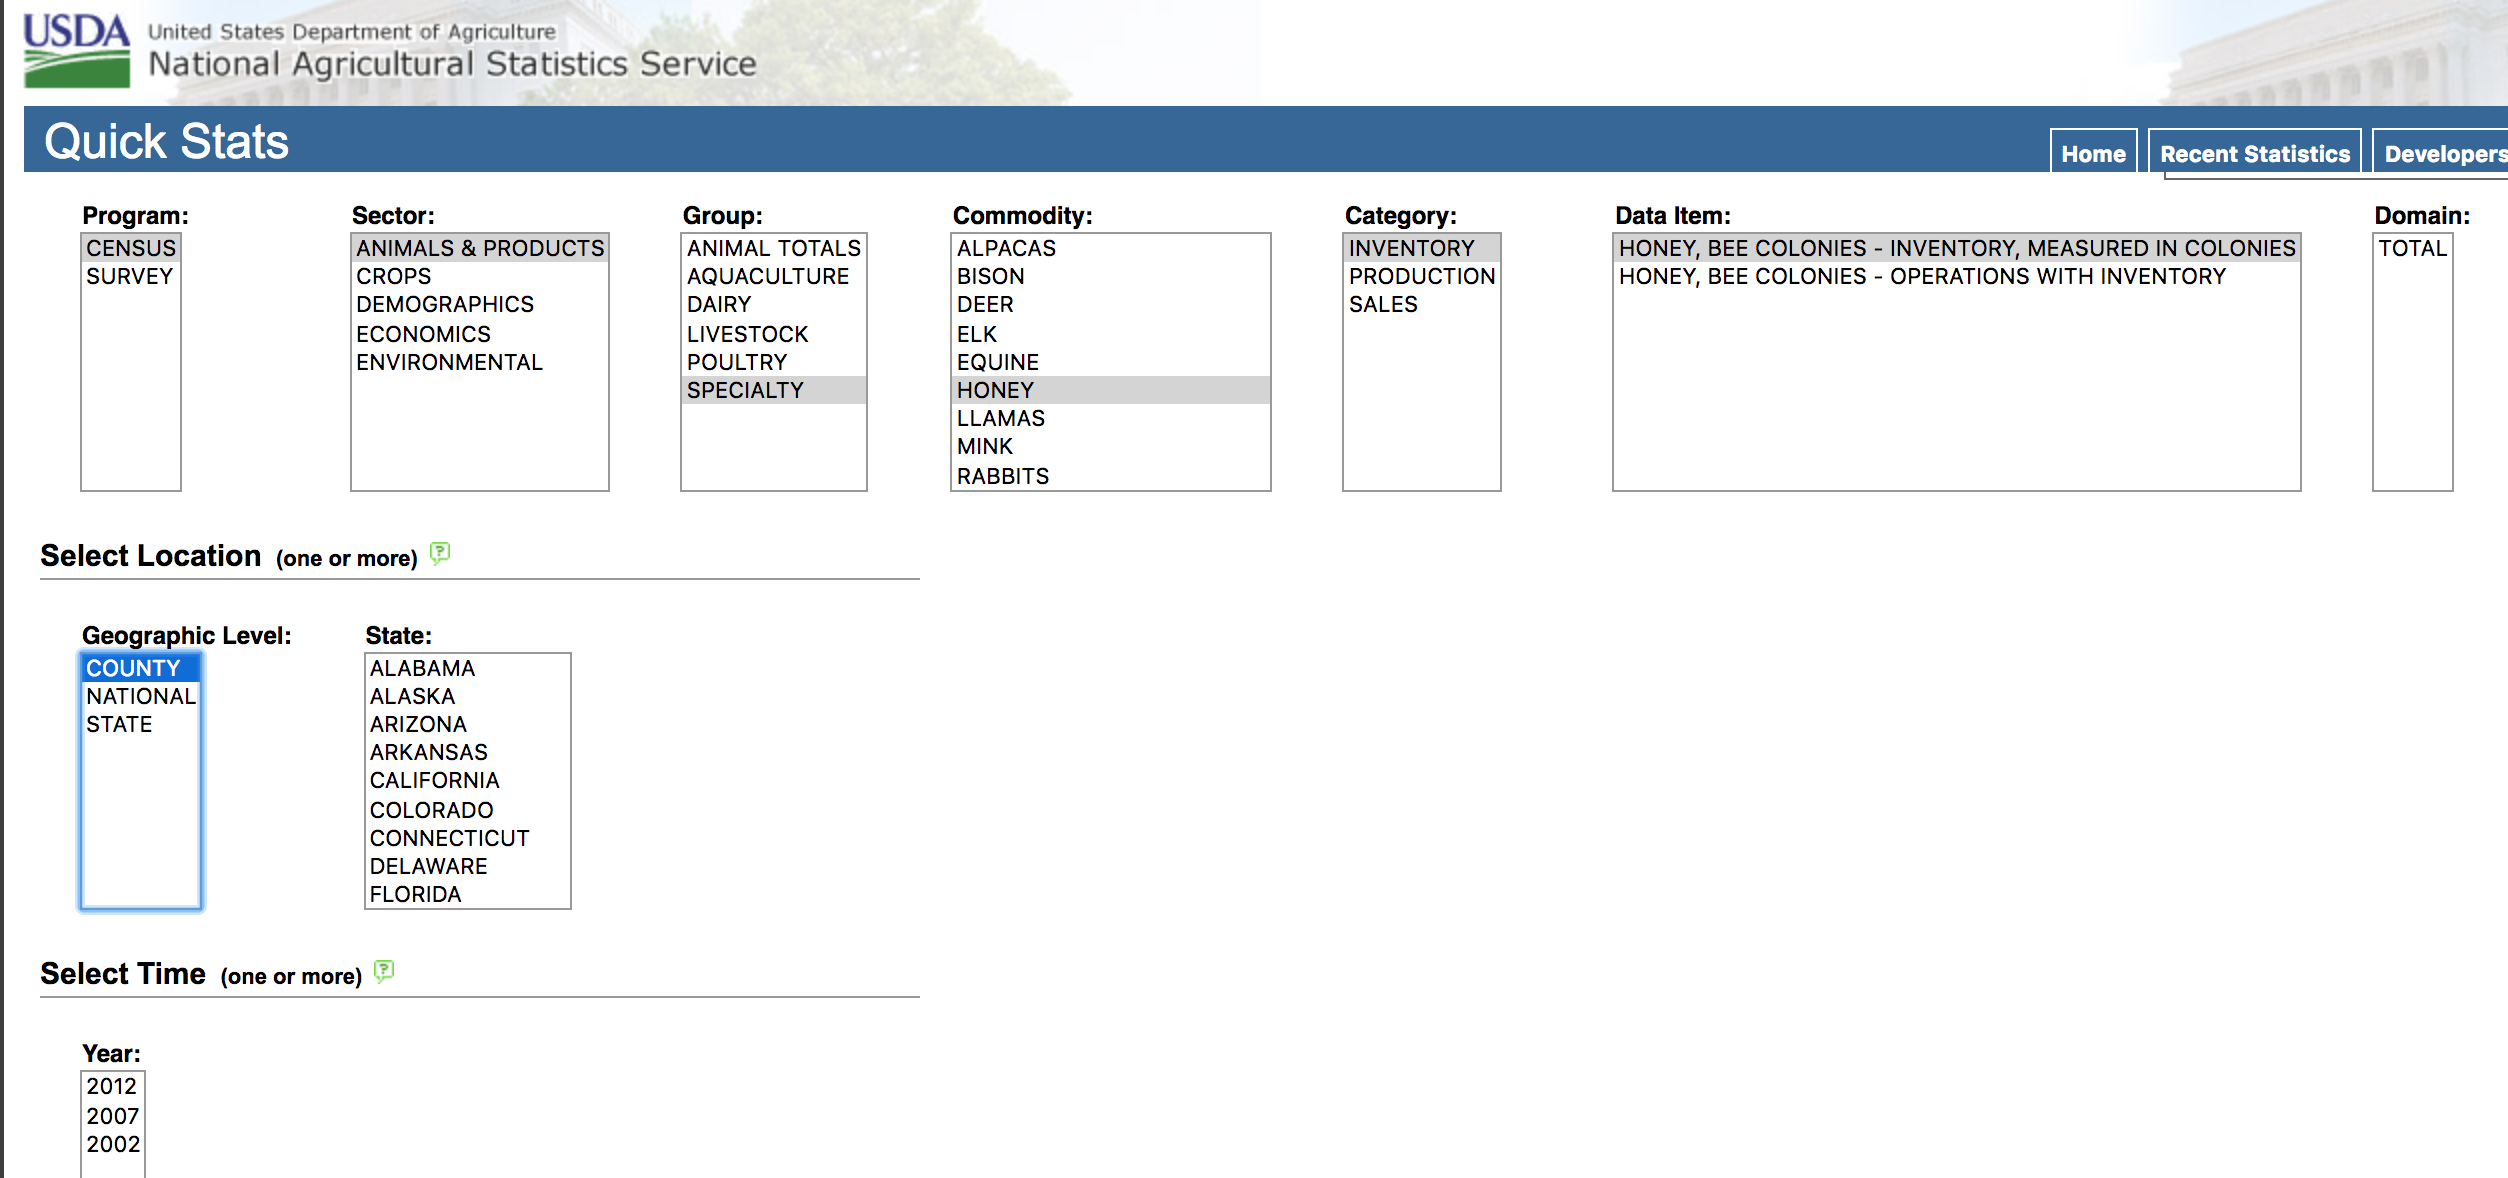 USDA
United States Department of Agriculture
National Agricultural Statistics Service
Quick Stats
Home
Recent Statistics
Developers
Program:
CENSUS
SURVEY
Sector:
ANIMALS & PRODUCTS
CROPS
DEMOGRAPHICS
ECONOMICS
ENVIRONMENTAL
Group:
ANIMAL TOTALS
AQUACULTURE
DAIRY
LIVESTOCK
POULTRY
SPECIALTY
Commodity:
ALPACAS
BISON
DEER
ELK
EQUINE
HONEY
LLAMAS
MINK
RABBITS
Category:
INVENTORY
PRODUCTION
SALES
Data Item:
HONEY, BEE COLONIES - INVENTORY, MEASURED IN COLONIES
HONEY, BEE COLONIES - OPERATIONS WITH INVENTORY
Domain:
TOTAL
Select Location (one or more) ?
Geographic Level:
COUNTY
NATIONAL
STATE
State:
ALABAMA
ALASKA
ARIZONA
ARKANSAS
CALIFORNIA
COLORADO
CONNECTICUT
DELAWARE
FLORIDA
Select Time (one or more) ?
Year:
2012
2007
2002